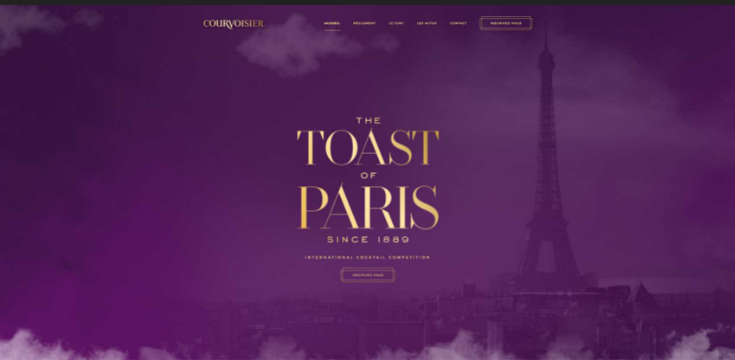 COURVOISIER
ACCUEIL RÈGLEMENT LE JURY LES ACTUS CONTACT INSCRIVEZ-VOUS
THE
TOAST
OF
PARIS
SINCE 1889
INTERNATIONAL COCKTAIL COMPETITION
INSCRIVEZ-VOUS